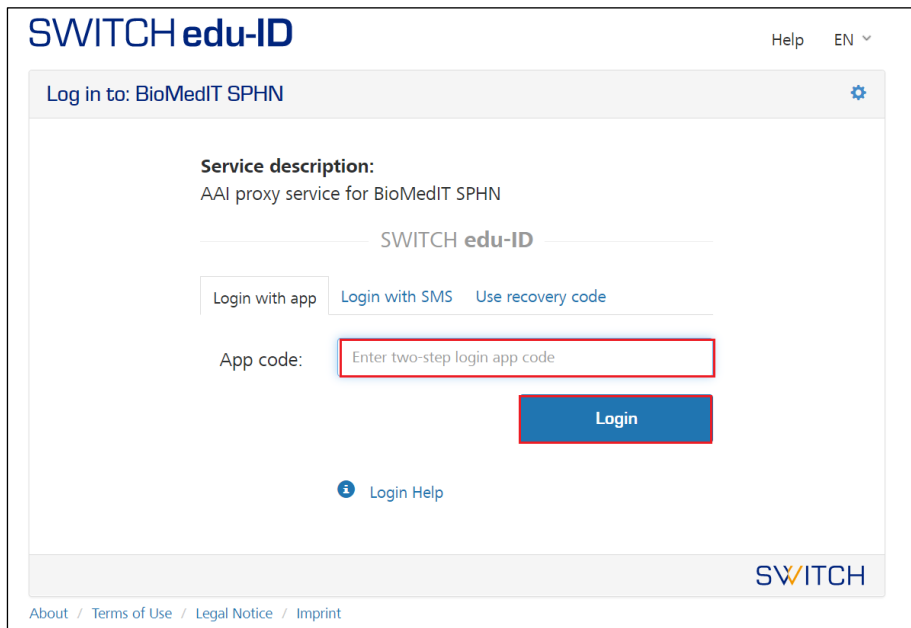 SWITCH edu-ID
Help EN
Log in to: BioMedIT SPHN
Service description:
AAI proxy service for BioMedIT SPHN
SWITCH edu-ID
Login with app Login with SMS Use recovery code
App code: Enter two-step login app code
Login
Login Help
SWITCH
About / Terms of Use / Legal Notice / Imprint